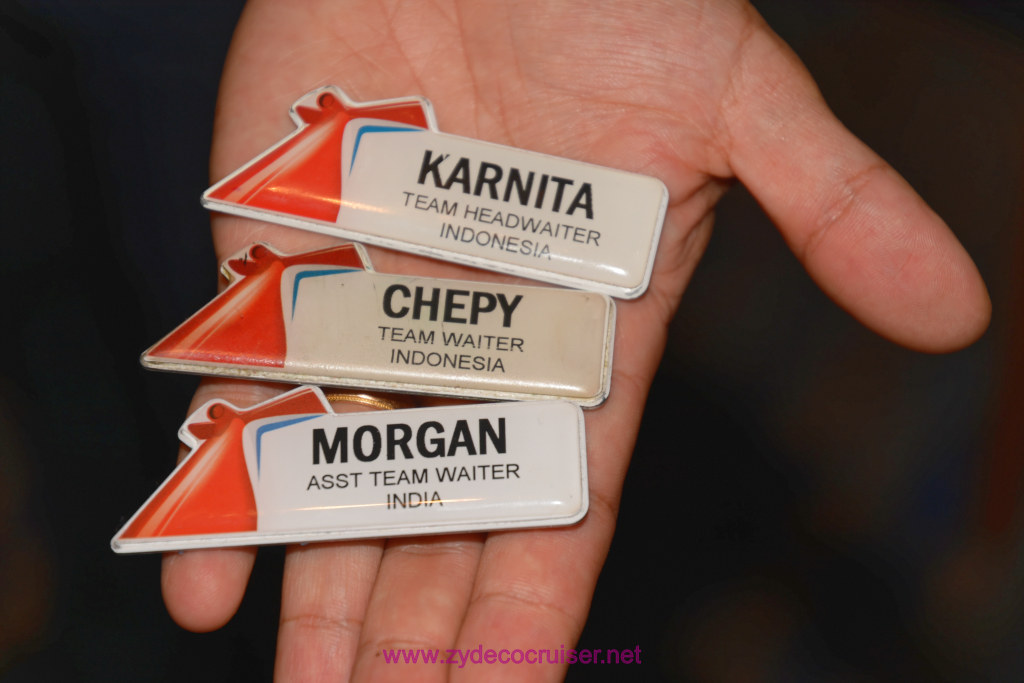 KARNITA
TEAM HEADWAITER
INDONESIA
CHEPY
TEAM WAITER
INDONESIA
MORGAN
ASST TEAM WAITER
INDIA
www.zydecocruiser.net